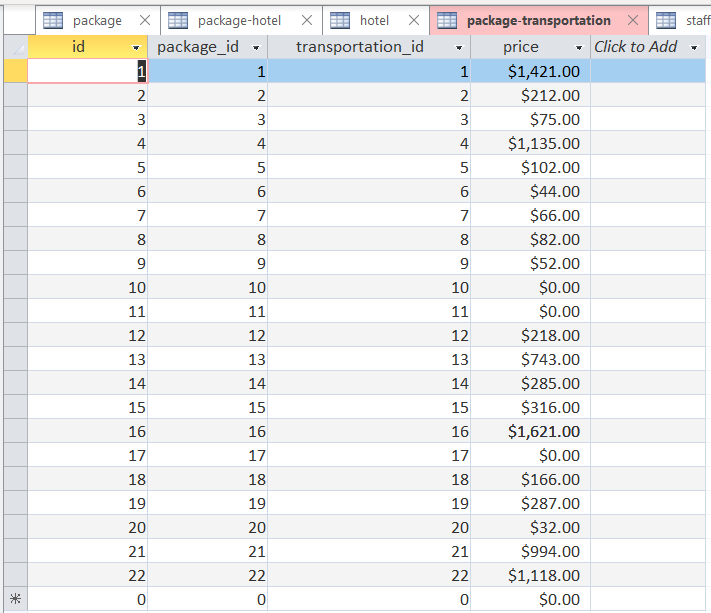 package package-hotel hotel package-transportation staff
id package_id transportation_id price Click to Add
1 1 1 $1,421.00
2 2 2 $212.00
3 3 3 $75.00
4 4 4 $1,135.00
5 5 5 $102.00
6 6 6 $44.00
7 7 7 $66.00
8 8 8 $82.00
9 9 9 $52.00
10 10 10 $0.00
11 11 11 $0.00
12 12 12 $218.00
13 13 13 $743.00
14 14 14 $285.00
15 15 15 $316.00
16 16 16 $1,621.00
17 17 17 $0.00
18 18 18 $166.00
19 19 19 $287.00
20 20 20 $32.00
21 21 21 $994.00
22 22 22 $1,118.00
0 0 0 $0.00